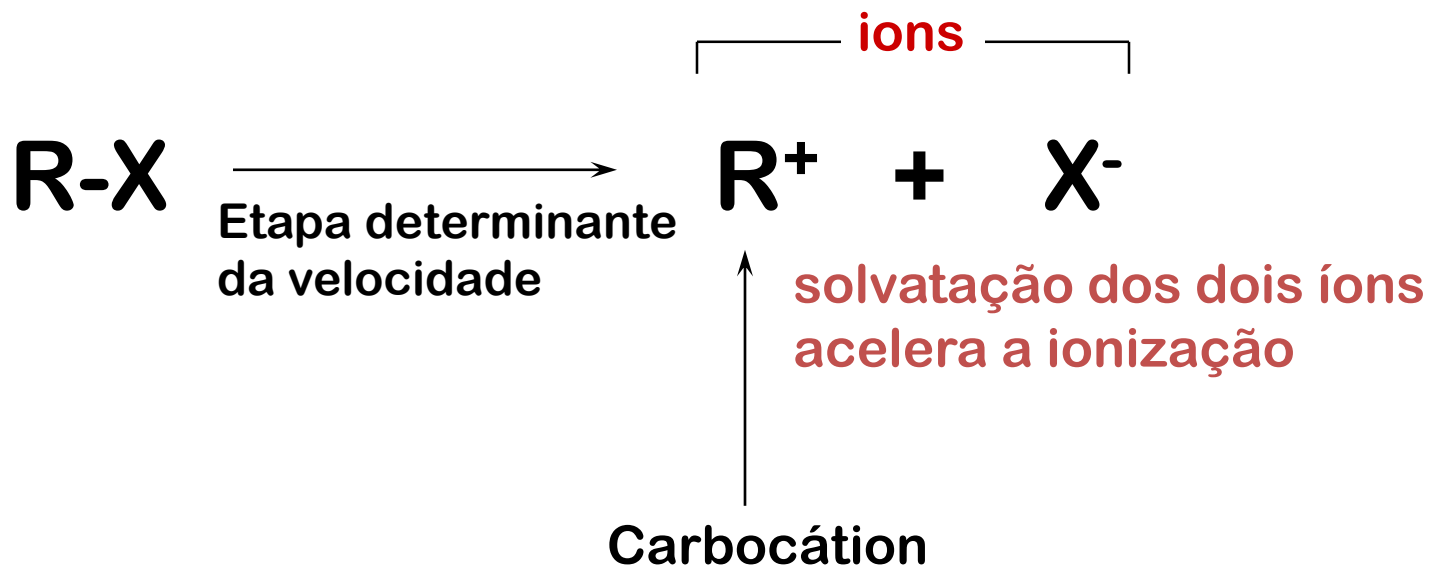 ions
R-X R⁺ + X⁻
Etapa determinante
da velocidade
solvatação dos dois íons
acelera a ionização
Carbocátion